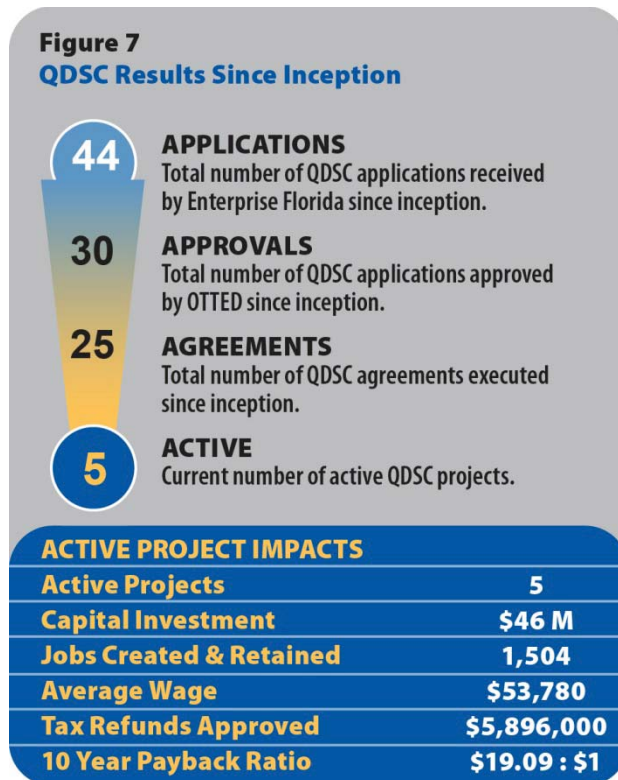 Figure 7
QDSC Results Since Inception
44
APPLICATIONS
Total number of QDSC applications received
by Enterprise Florida since inception.
30
APPROVALS
Total number of QDSC applications approved
by OTTED since inception.
25
AGREEMENTS
Total number of QDSC agreements executed
since inception.
5
ACTIVE
Current number of active QDSC projects.
ACTIVE PROJECT IMPACTS
Active Projects 5
Capital Investment $46 M
Jobs Created & Retained 1,504
Average Wage $53,780
Tax Refunds Approved $5,896,000
10 Year Payback Ratio $19.09 : $1